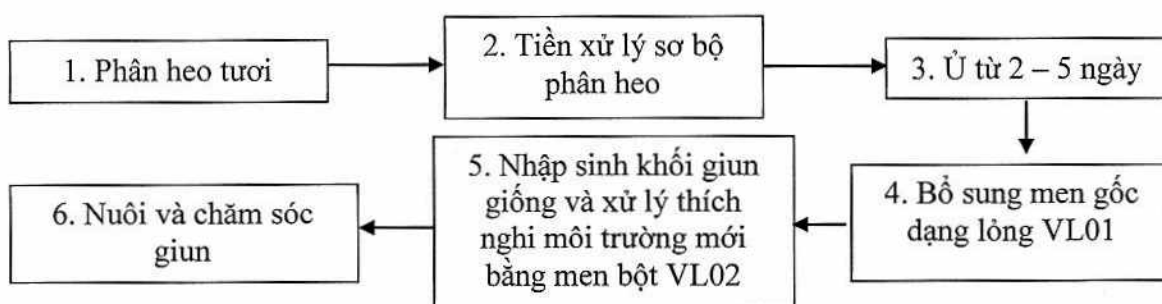 1. Phân heo tươi
2. Tiền xử lý sơ bộ
phân heo
3. Ủ từ 2 – 5 ngày
4. Bổ sung men gốc
dạng lỏng VL01
5. Nhập sinh khối giun
giống và xử lý thích
nghi môi trường mới
bằng men bột VL02
6. Nuôi và chăm sóc
giun